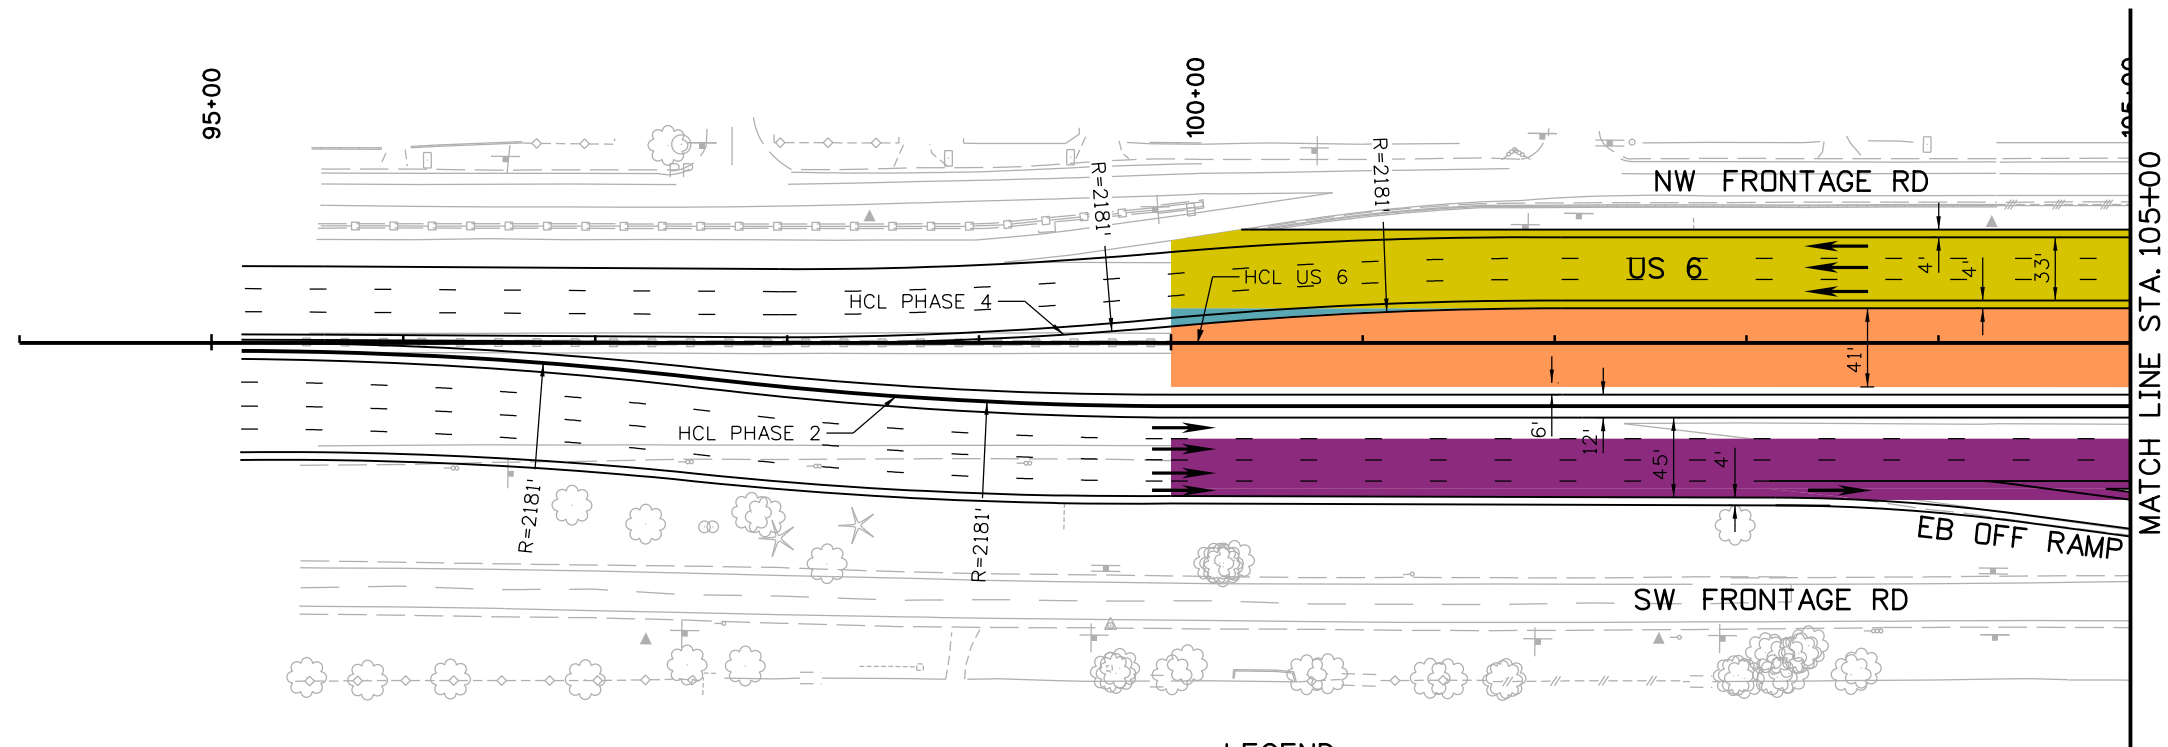 95+00
100+00
105+00
NW FRONTAGE RD
R=2181'
R=2181'
US 6
HCL US 6
HCL PHASE 4
4'
4'
33'
41'
HCL PHASE 2
6'
12'
45'
4'
R=2181'
R=2181'
EB OFF RAMP
SW FRONTAGE RD
MATCH LINE STA. 105+00
LEGEND